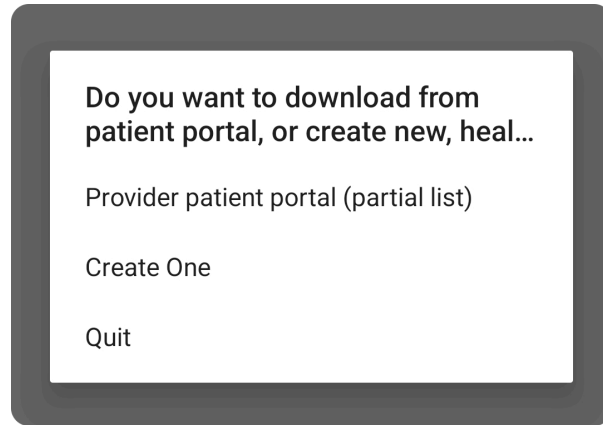 Do you want to download from
patient portal, or create new, heal...
Provider patient portal (partial list)
Create One
Quit